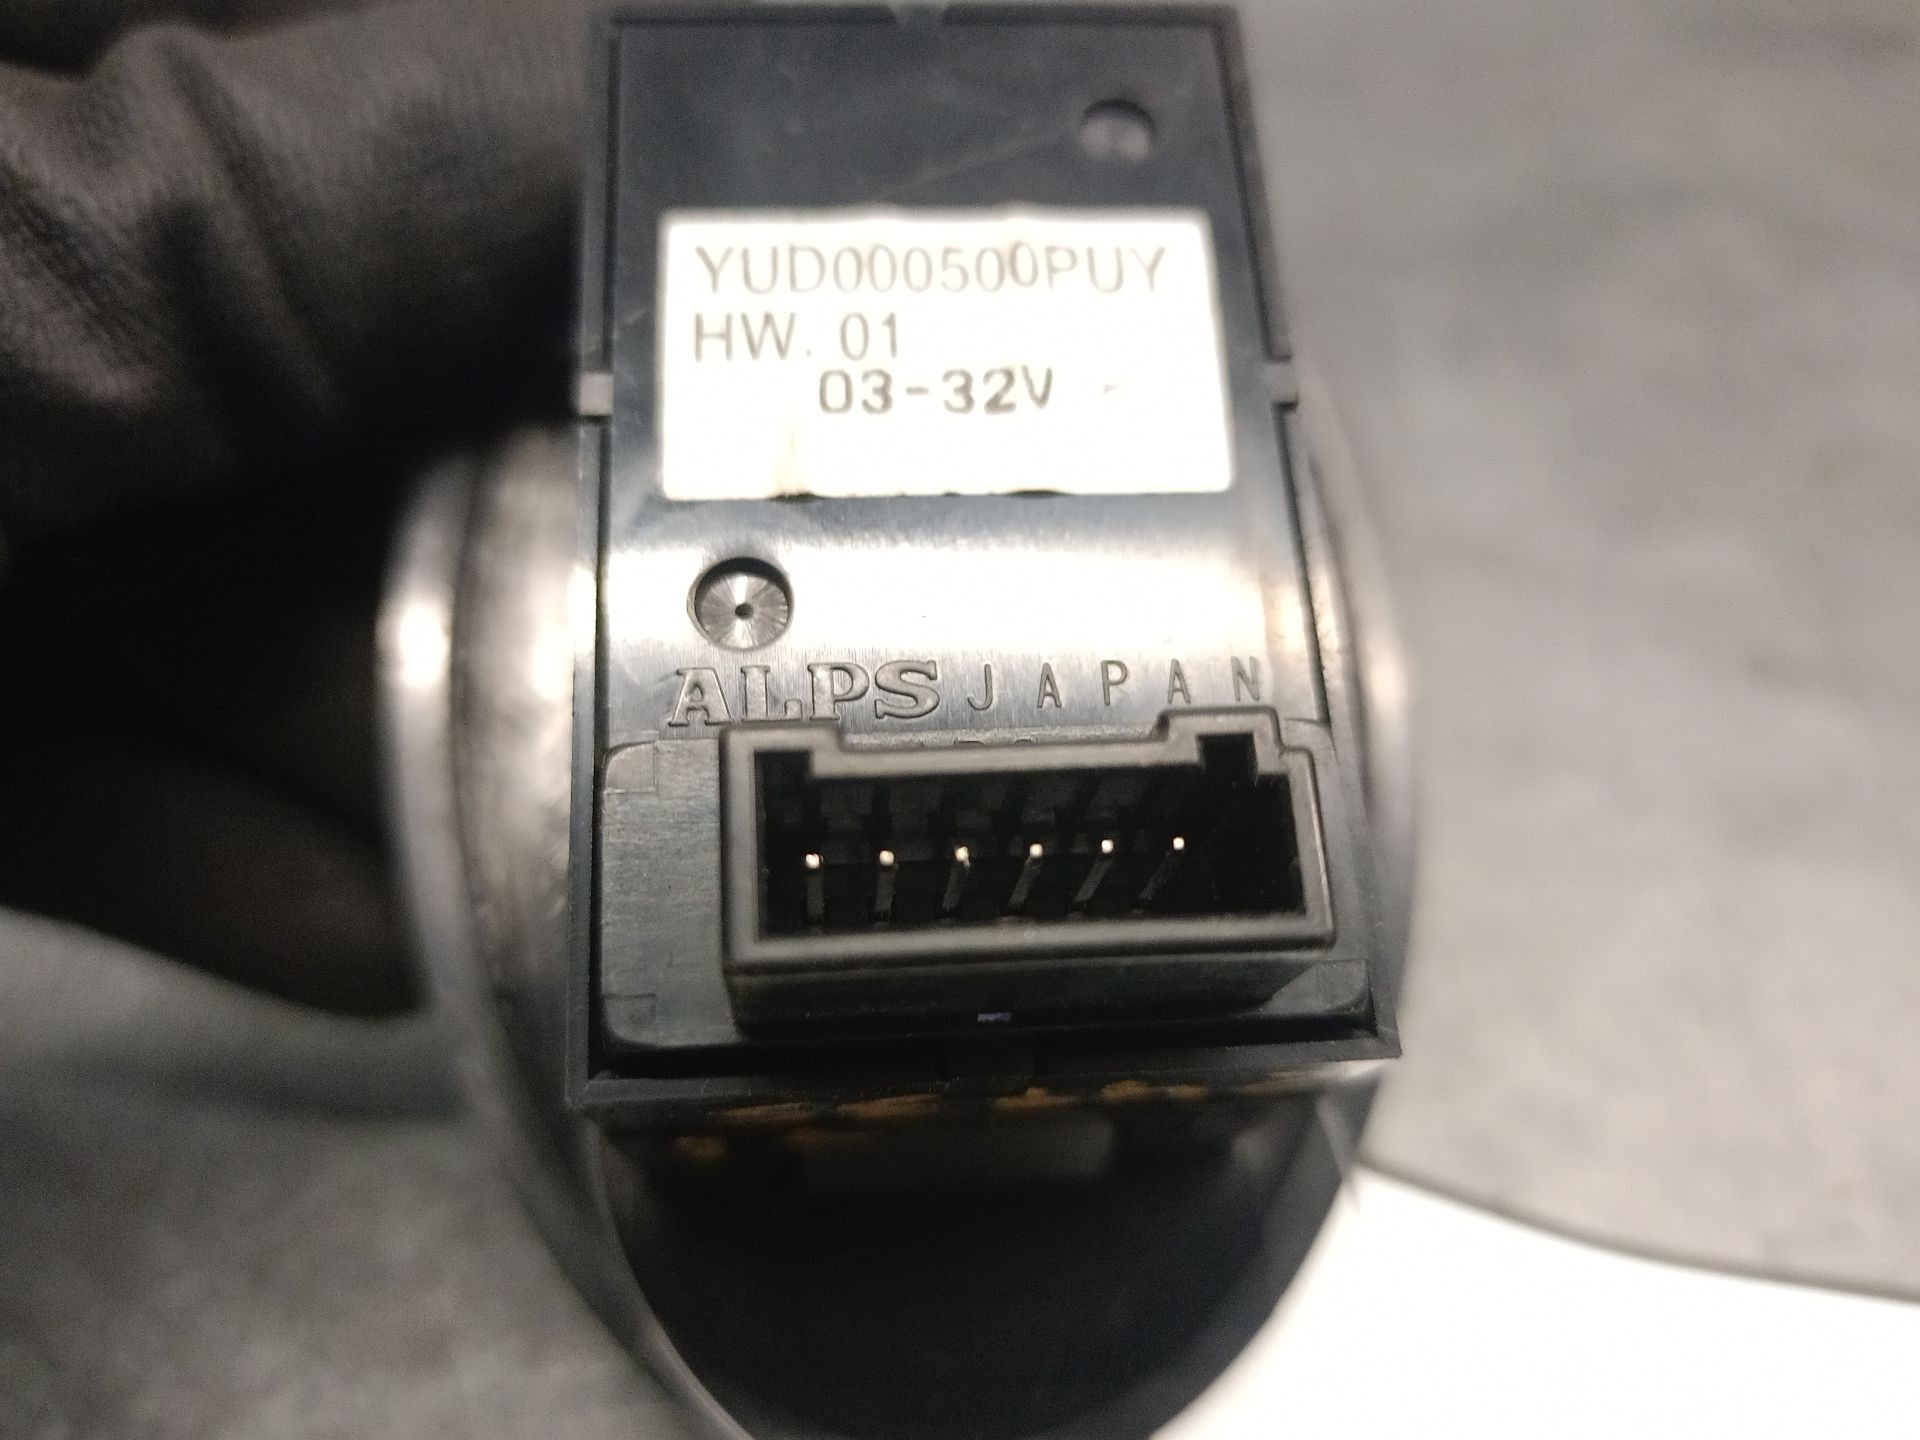 YUD000500PUY
HW. 01
03-32V
ALPS JAPAN